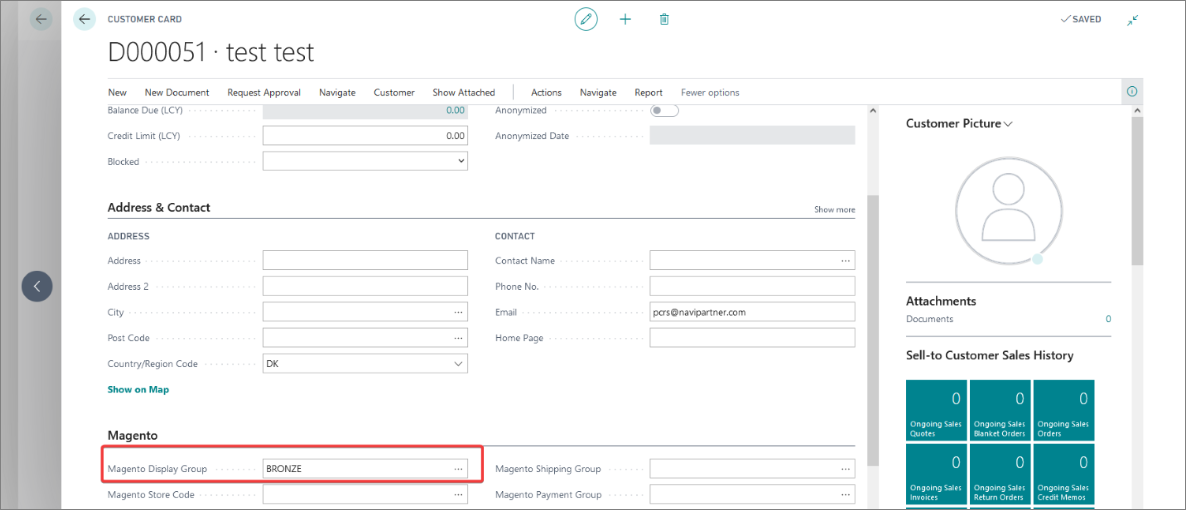 CUSTOMER CARD
SAVED
D000051 · test test
New New Document Request Approval Navigate Customer Show Attached Actions Navigate Report Fewer options
Balance Due (LCY) 0.00
Credit Limit (LCY) 0.00
Blocked
Anonymized
Anonymized Date
Address & Contact
Show more
ADDRESS
Address
Address 2
City
Post Code
Country/Region Code DK
Show on Map
CONTACT
Contact Name
Phone No.
Email pcrs@navipartner.com
Home Page
Magento
Magento Display Group BRONZE
Magento Store Code
Magento Shipping Group
Magento Payment Group
Customer Picture
Attachments
Documents 0
Sell-to Customer Sales History
0
Ongoing Sales
Quotes
0
Ongoing Sales
Blanket Orders
0
Ongoing Sales
Orders
0
Ongoing Sales
Invoices
0
Ongoing Sales
Return Orders
0
Ongoing Sales
Credit Memos